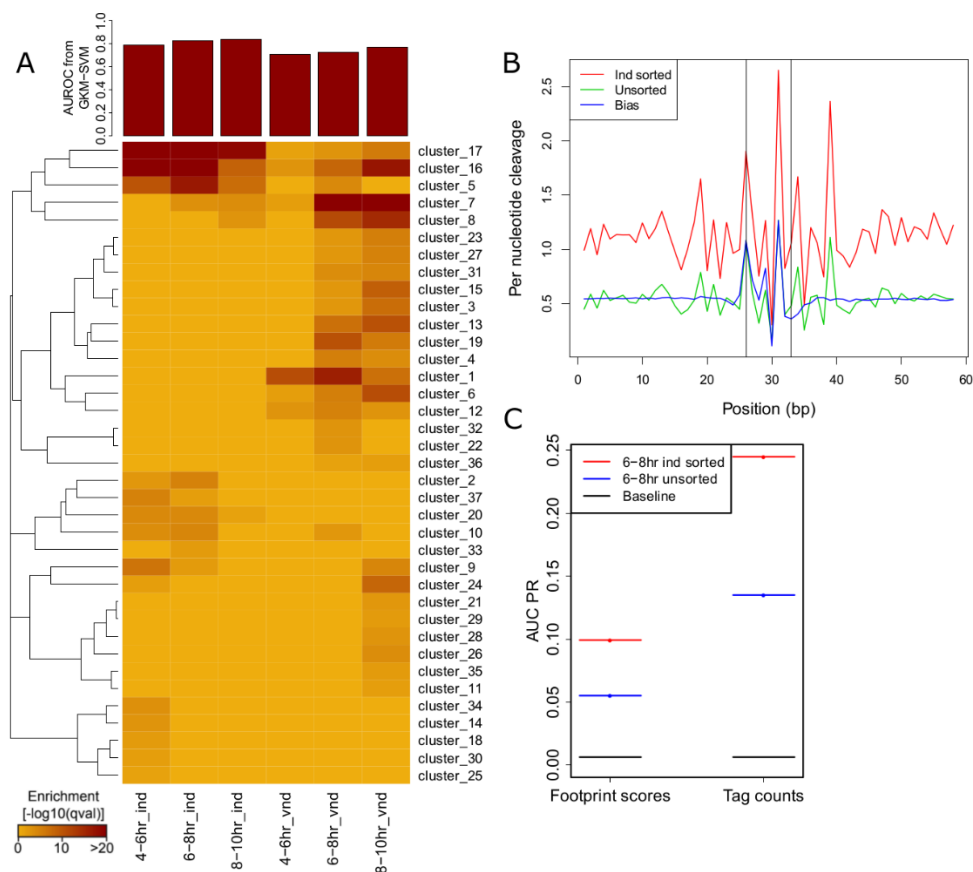 A
AUROC from
GKM-SVM
0.0 0.2 0.4 0.6 0.8 1.0
cluster_17
cluster_16
cluster_5
cluster_7
cluster_8
cluster_23
cluster_27
cluster_31
cluster_15
cluster_3
cluster_13
cluster_19
cluster_4
cluster_1
cluster_6
cluster_12
cluster_32
cluster_22
cluster_36
cluster_2
cluster_37
cluster_20
cluster_10
cluster_33
cluster_9
cluster_24
cluster_21
cluster_29
cluster_28
cluster_26
cluster_35
cluster_11
cluster_34
cluster_14
cluster_18
cluster_30
cluster_25
Enrichment
[-log10(qval)]
0 10 >20
4-6hr_ind
6-8hr_ind
8-10hr_ind
4-6hr_vnd
6-8hr_vnd
8-10hr_vnd
B
Ind sorted
Unsorted
Bias
Per nucleotide cleavage
0.5 1.0 1.5 2.0 2.5
0 10 20 30 40 50 60
Position (bp)
C
6-8hr ind sorted
6-8hr unsorted
Baseline
AUC PR
0.00 0.05 0.10 0.15 0.20 0.25
Footprint scores
Tag counts